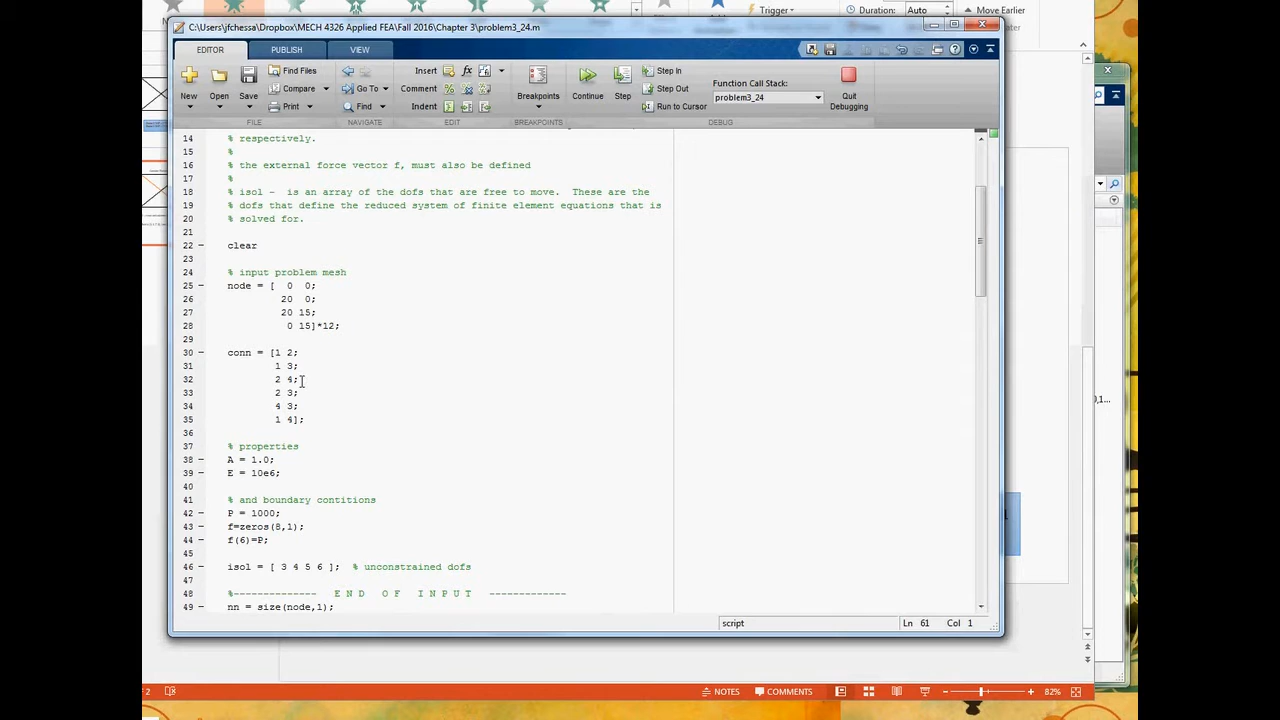 Trigger
Duration:
Auto
Move Earlier
C:\Users\jfchessa\Dropbox\MECH 4326 Applied FEA\Fall 2016\Chapter 3\problem3_24.m
EDITOR
PUBLISH
VIEW
New
Open
Save
Find Files
Compare
Print
Go To
Find
Insert
Comment
Indent
fx
Breakpoints
Continue
Step
Step In
Step Out
Run to Cursor
Function Call Stack:
problem3_24
Quit
Debugging
FILE
NAVIGATE
EDIT
BREAKPOINTS
DEBUG
14 % respectively.
15 %
16 % the external force vector f, must also be defined
17 %
18 % isol - is an array of the dofs that are free to move. These are the
19 % dofs that define the reduced system of finite element equations that is
20 % solved for.
21
22 - clear
23
24 % input problem mesh
25 - node = [ 0 0;
26 20 0;
27 20 15;
28 0 15]*12;
29
30 - conn = [1 2;
31 1 3;
32 2 4;
33 2 3;
34 4 3;
35 1 4];
36
37 % properties
38 - A = 1.0;
39 - E = 10e6;
40
41 % and boundary contitions
42 - P = 1000;
43 - f=zeros(8,1);
44 - f(6)=P;
45
46 - isol = [ 3 4 5 6 ]; % unconstrained dofs
47
48 %-------------- E N D O F I N P U T -------------
49 - nn = size(node,1);
script
Ln 61 Col 1
0,1...
1
of 2
NOTES
COMMENTS
82%